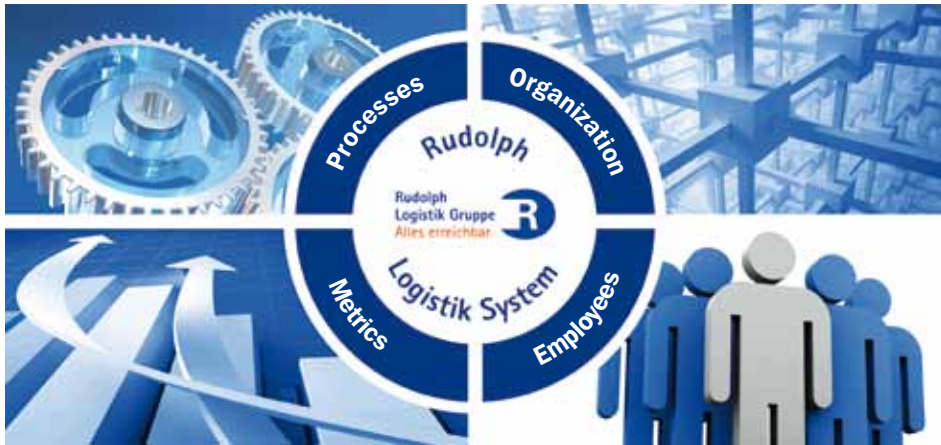 Processes
Organization
Rudolph
Rudolph
Logistik Gruppe
Alles erreichbar.
R
Logistik System
Metrics
Employees